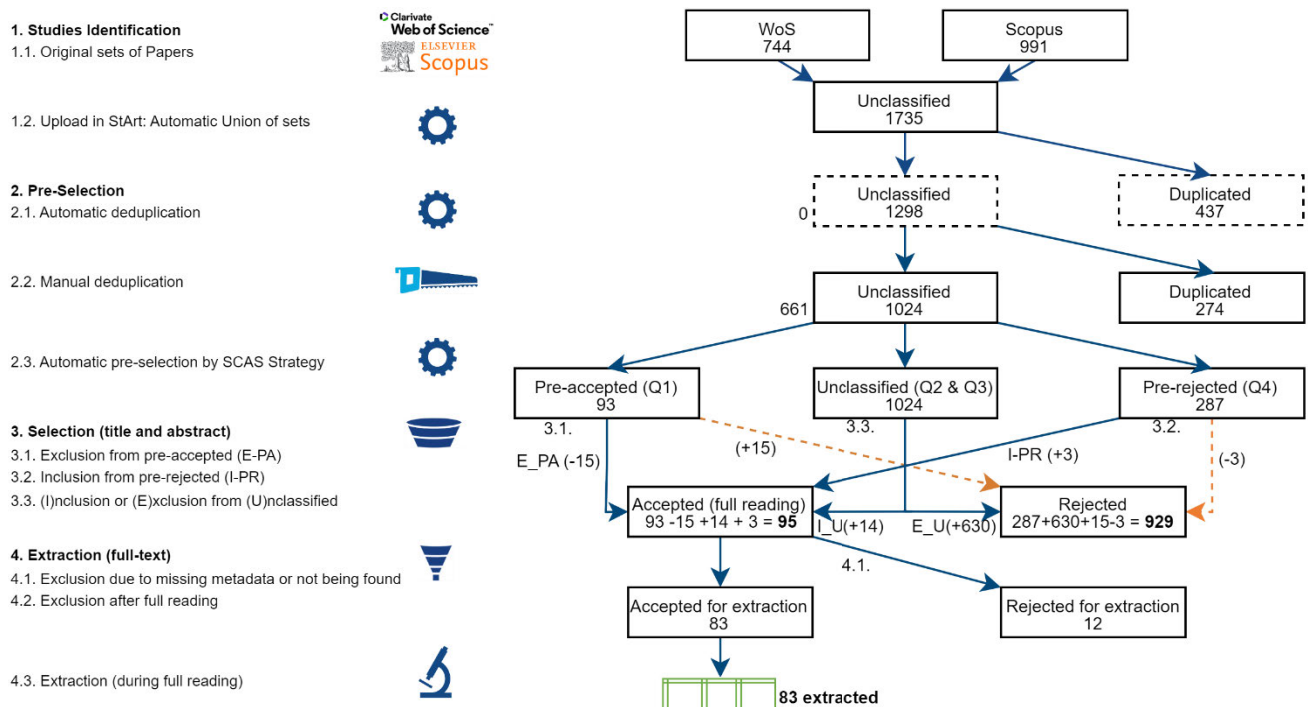 1. Studies Identification
1.1. Original sets of Papers
Clarivate
Web of Science™
ELSEVIER
Scopus
1.2. Upload in StArt: Automatic Union of sets
2. Pre-Selection
2.1. Automatic deduplication
2.2. Manual deduplication
2.3. Automatic pre-selection by SCAS Strategy
3. Selection (title and abstract)
3.1. Exclusion from pre-accepted (E-PA)
3.2. Inclusion from pre-rejected (I-PR)
3.3. (I)nclusion or (E)xclusion from (U)nclassified
4. Extraction (full-text)
4.1. Exclusion due to missing metadata or not being found
4.2. Exclusion after full reading
4.3. Extraction (during full reading)
WoS
744
Scopus
991
Unclassified
1735
Unclassified
1298
0
Duplicated
437
Unclassified
1024
661
Duplicated
274
Pre-accepted (Q1)
93
Unclassified (Q2 & Q3)
1024
Pre-rejected (Q4)
287
3.1.
3.3.
3.2.
E_PA (-15)
(+15)
I-PR (+3)
(-3)
Accepted (full reading)
93 -15 +14 + 3 = 95
I_U(+14)
E_U(+630)
Rejected
287+630+15-3 = 929
4.1.
Accepted for extraction
83
Rejected for extraction
12
83 extracted